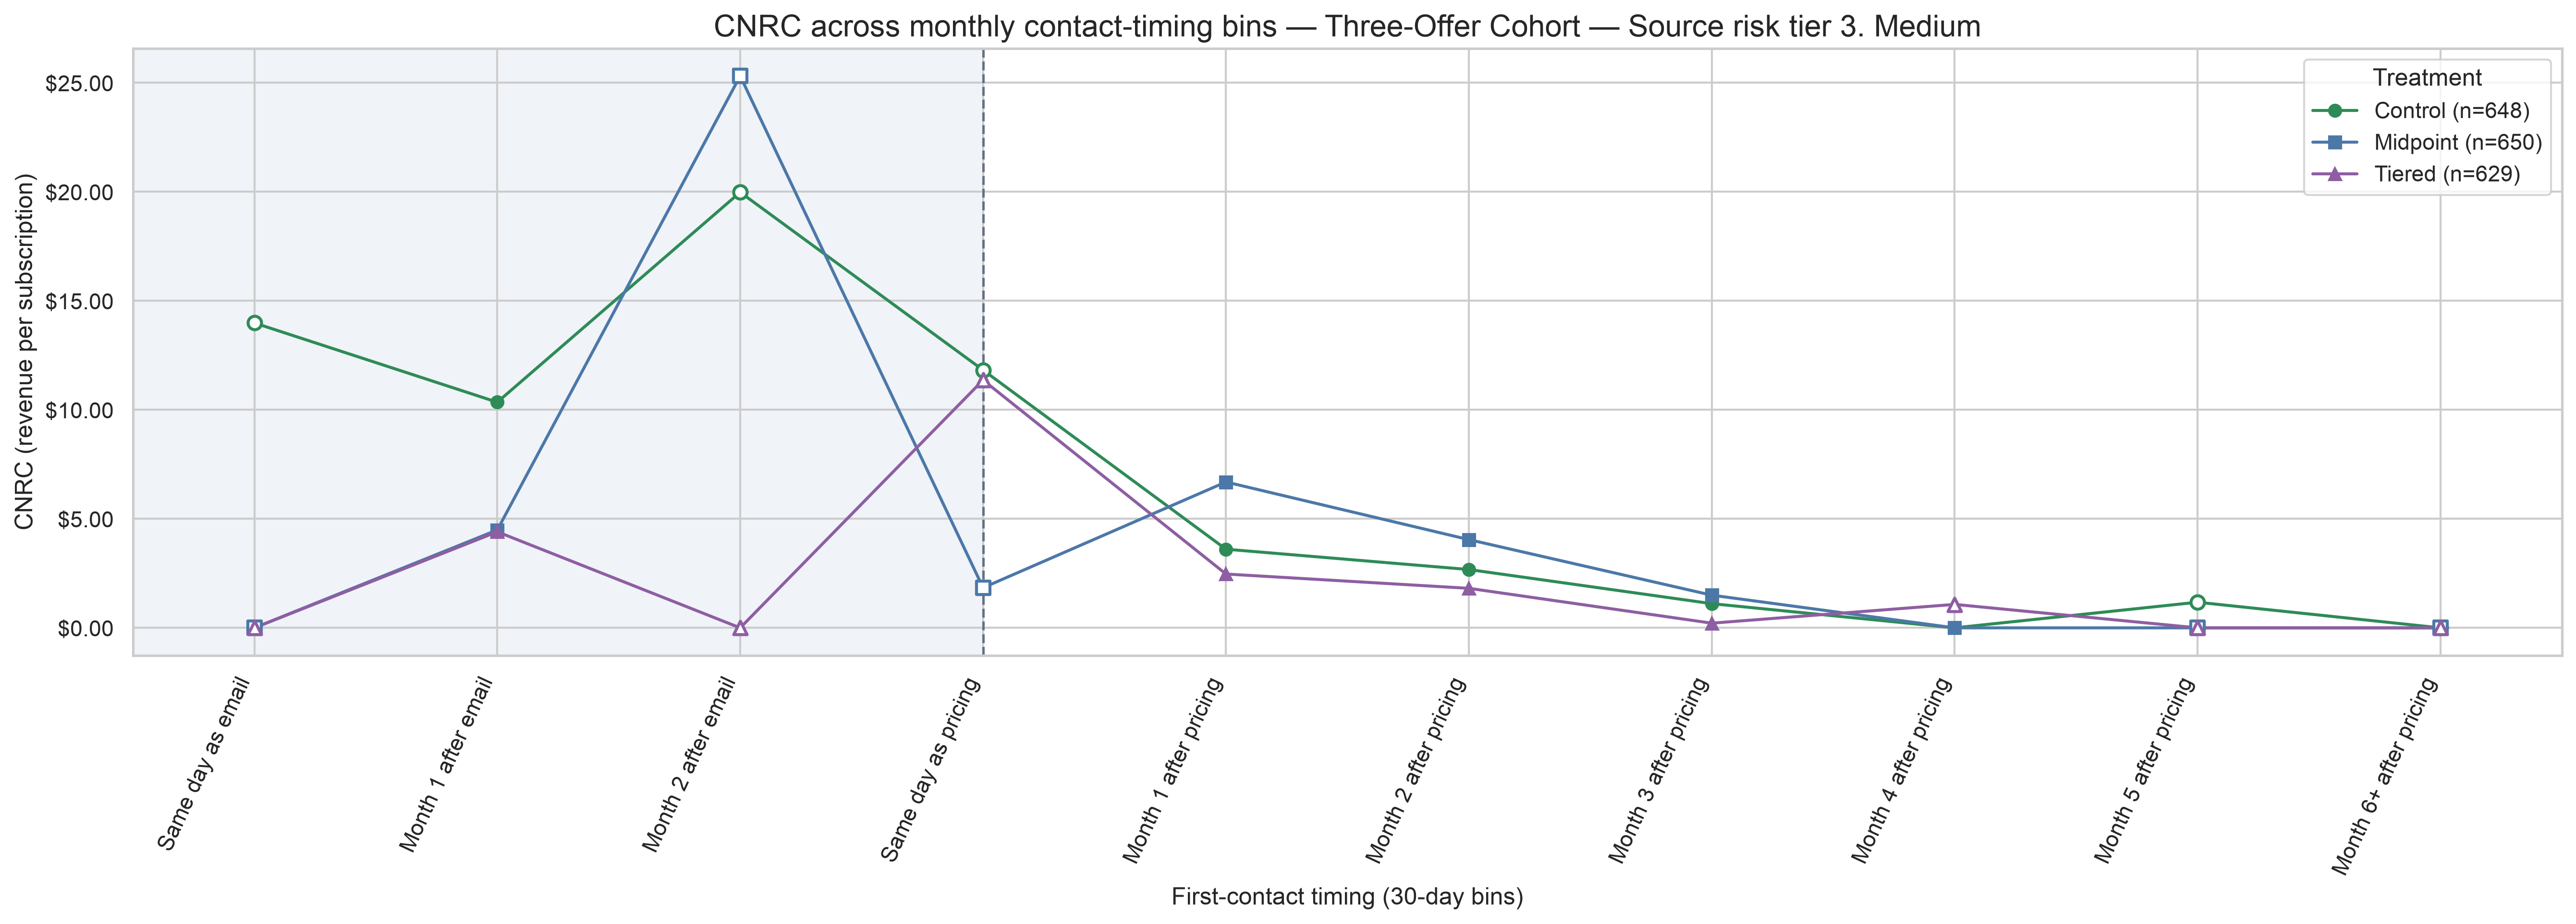 CNRC across monthly contact-timing bins — Three-Offer Cohort — Source risk tier 3. Medium
CNRC (revenue per subscription)
$25.00
$20.00
$15.00
$10.00
$5.00
$0.00
Treatment
Control (n=648)
Midpoint (n=650)
Tiered (n=629)
Same day as email
Month 1 after email
Month 2 after email
Same day as pricing
Month 1 after pricing
Month 2 after pricing
Month 3 after pricing
Month 4 after pricing
Month 5 after pricing
Month 6+ after pricing
First-contact timing (30-day bins)